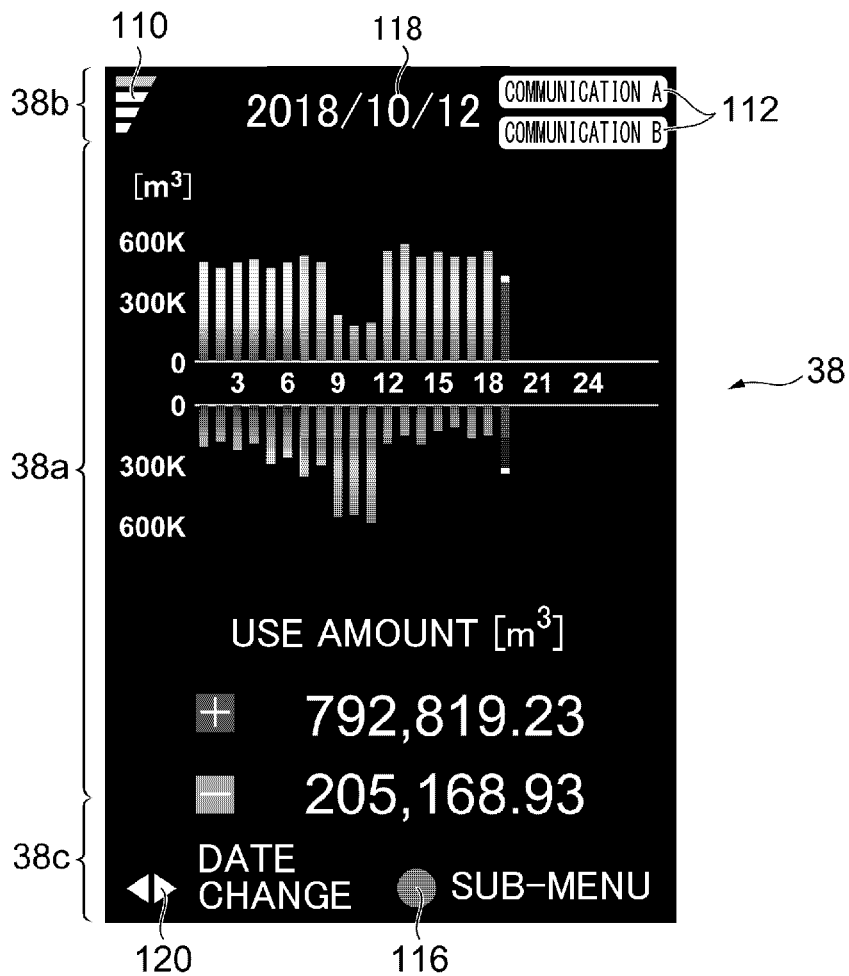 110
118
38b
2018/10/12
COMMUNICATION A
COMMUNICATION B
112
[m³]
600K
300K
0
3 6 9 12 15 18 21 24
0
300K
600K
38
38a
USE AMOUNT [m³]
+ 792,819.23
− 205,168.93
38c
DATE
CHANGE
SUB-MENU
120
116